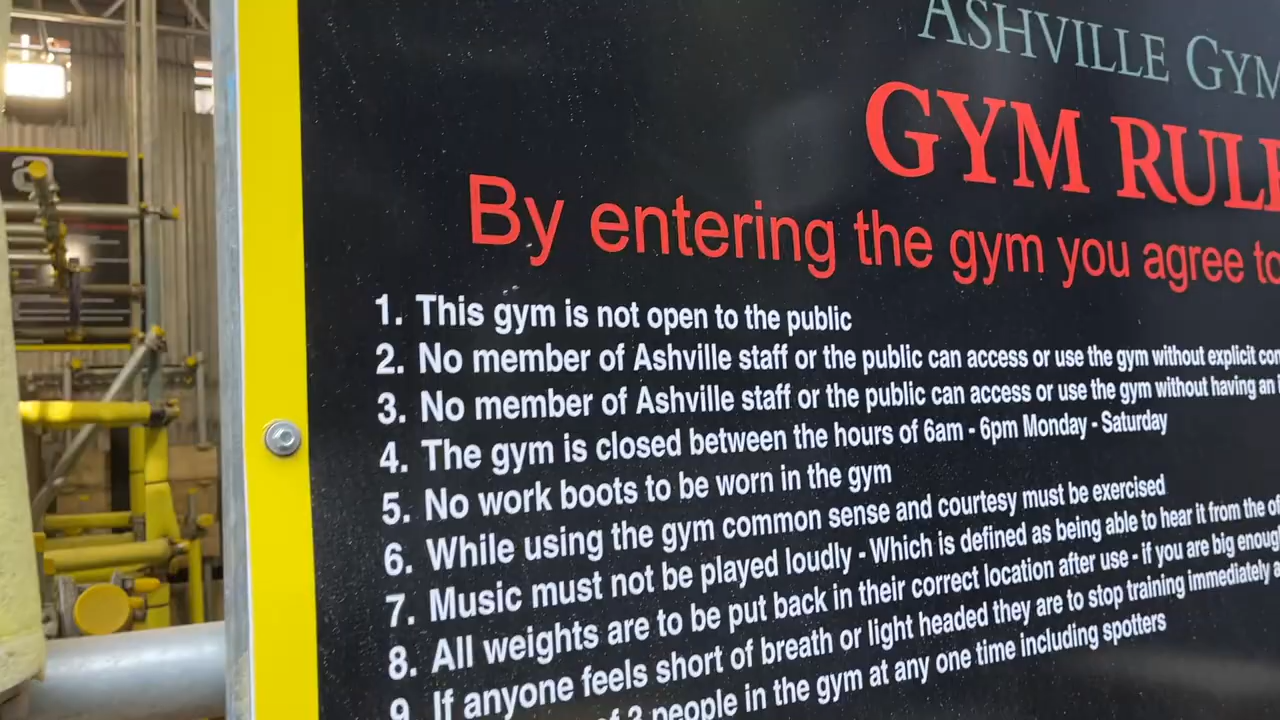 ASHVILLE GYM
GYM RULE
By entering the gym you agree to
1. This gym is not open to the public
2. No member of Ashville staff or the public can access or use the gym without explicit con
3. No member of Ashville staff or the public can access or use the gym without having an i
4. The gym is closed between the hours of 6am - 6pm Monday - Saturday
5. No work boots to be worn in the gym
6. While using the gym common sense and courtesy must be exercised
7. Music must not be played loudly - Which is defined as being able to hear it from the of
8. All weights are to be put back in their correct location after use - if you are big enoug
9 If anyone feels short of breath or light headed they are to stop training immediately a
of 3 people in the gym at any one time including spotters